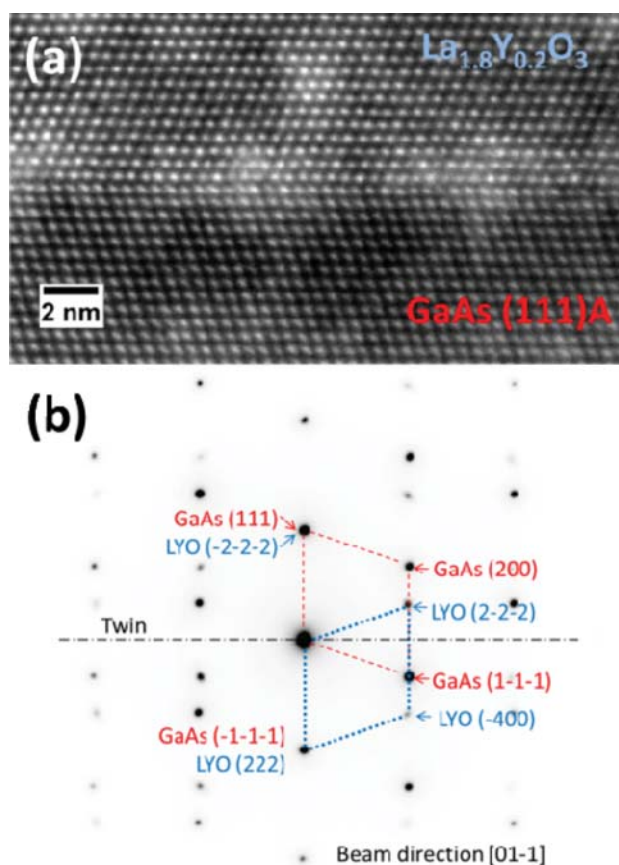 (a)
La1.8Y0.2O3
2 nm
GaAs (111)A
(b)
GaAs (111)
LYO (-2-2-2)
GaAs (200)
LYO (2-2-2)
Twin
GaAs (1-1-1)
GaAs (-1-1-1)
LYO (-400)
LYO (222)
Beam direction [01-1]